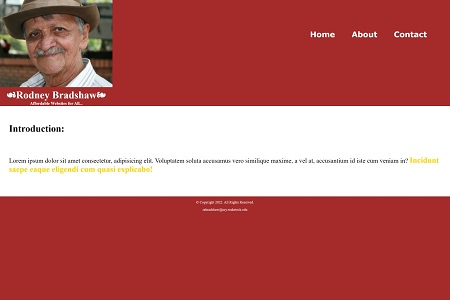 Home About Contact
Rodney Bradshaw
Affordable Websites for All...
Introduction:
Lorem ipsum dolor sit amet consectetur, adipisicing elit. Voluptatem soluta accusamus vero similique maxime, a vel at, accusantium id iste cum veniam in? Incidunt
saepe eaque eligendi cum quasi explicabo!
© Copyright 2022. All Rights Reserved.